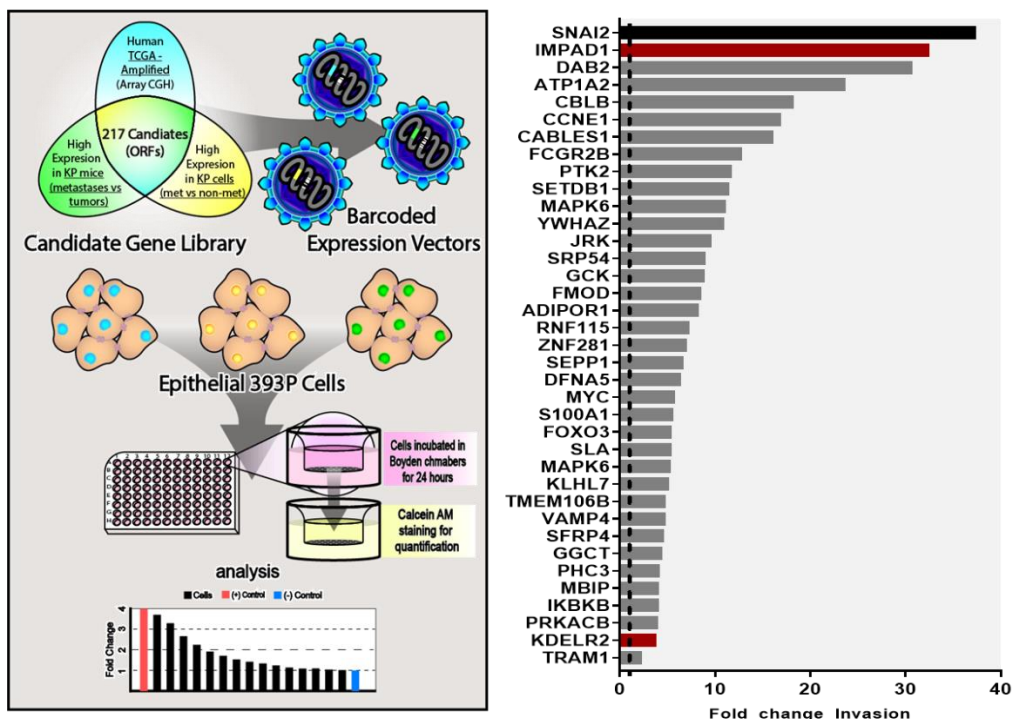 Human
TCGA -
Amplified
(Array CGH)
217 Candiates
(ORFs)
High
Expresion
in KP mice
(metastases vs
tumors)
High
Expresion
in KP cells
(met vs non-met)
Candidate Gene Library
Barcoded
Expression Vectors
Epithelial 393P Cells
Cells incubated in
Boyden chmabers
for 24 hours
Calcein AM
staining for
quantification
analysis
Cells (+) Control (-) Control
Fold Change
4
3
2
1
SNAI2
IMPAD1
DAB2
ATP1A2
CBLB
CCNE1
CABLES1
FCGR2B
PTK2
SETDB1
MAPK6
YWHAZ
JRK
SRP54
GCK
FMOD
ADIPOR1
RNF115
ZNF281
SEPP1
DFNA5
MYC
S100A1
FOXO3
SLA
MAPK6
KLHL7
TMEM106B
VAMP4
SFRP4
GGCT
PHC3
MBIP
IKBKB
PRKACB
KDELR2
TRAM1
0 10 20 30 40
Fold change Invasion